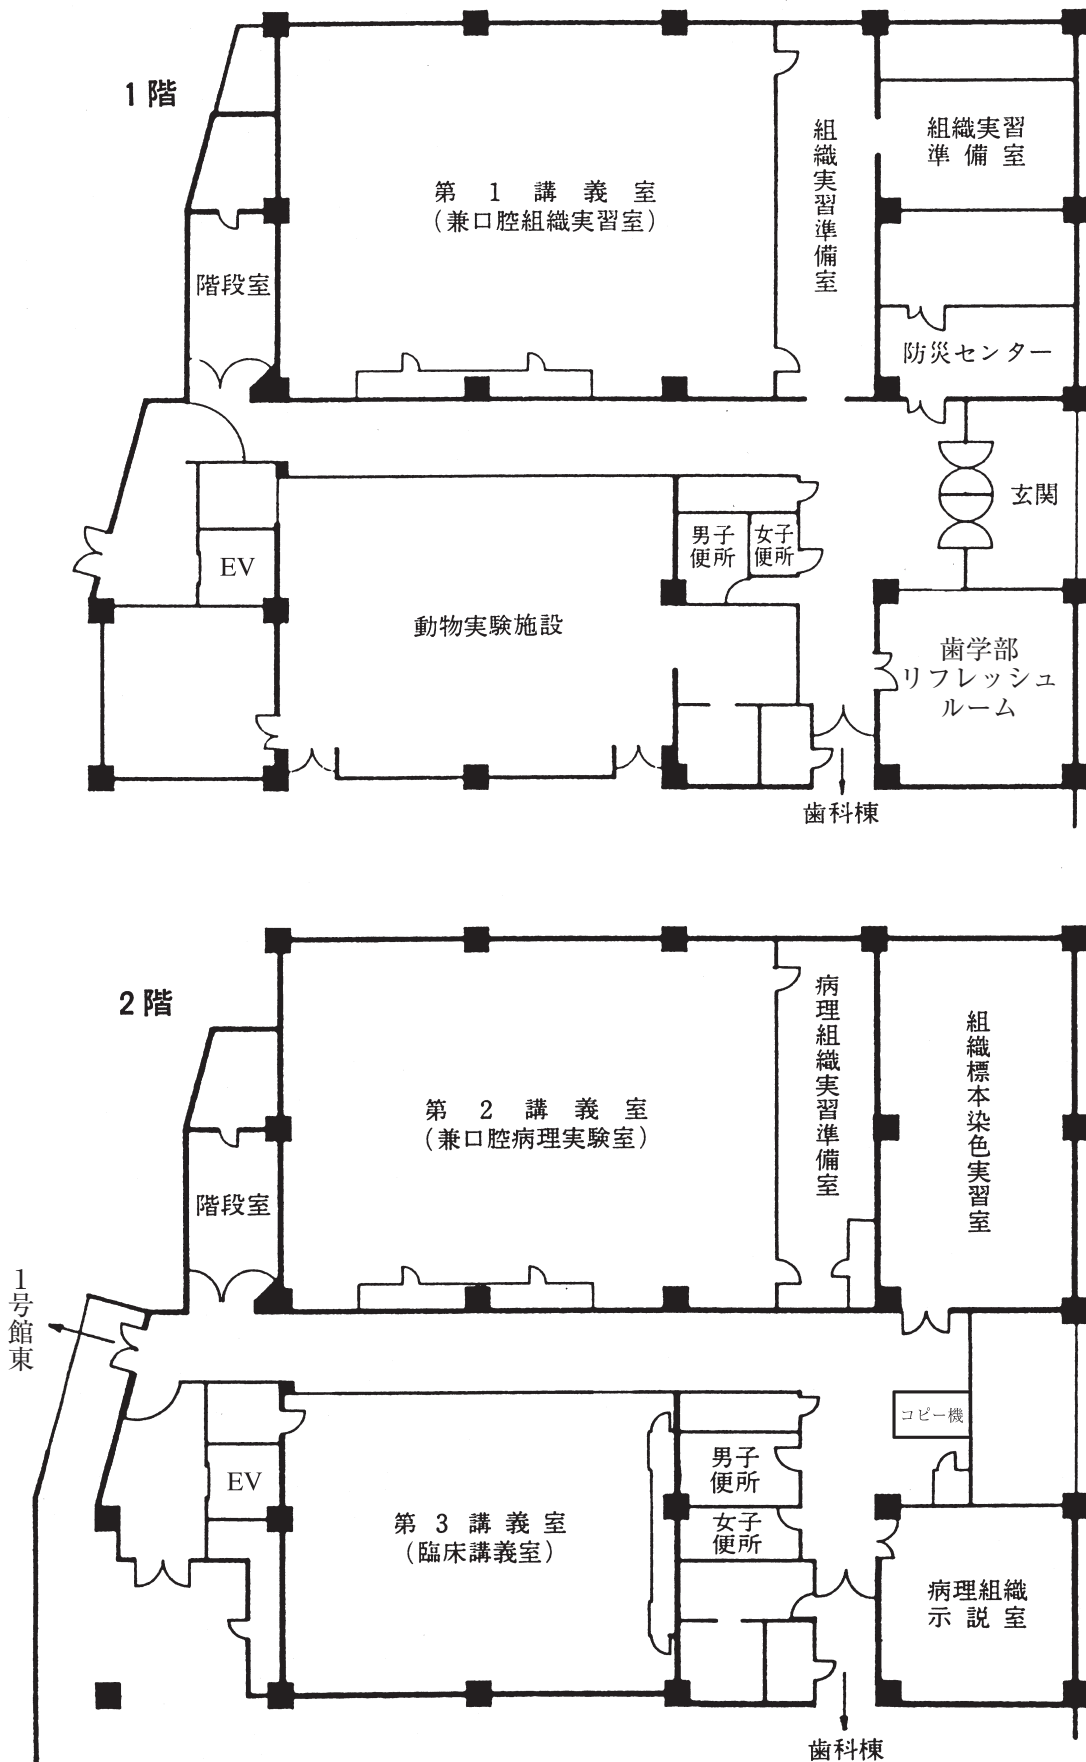 1階
第1講義室
(兼口腔組織実習室)
組織実習準備室
組織実習
準備室
階段室
防災センター
玄関
男子
便所
女子
便所
EV
動物実験施設
歯学部
リフレッシュ
ルーム
歯科棟
2階
第2講義室
(兼口腔病理実験室)
病理組織実習準備室
組織標本染色実習室
階段室
1号館東
コピー機
EV
男子
便所
女子
便所
第3講義室
(臨床講義室)
病理組織
示説室
歯科棟